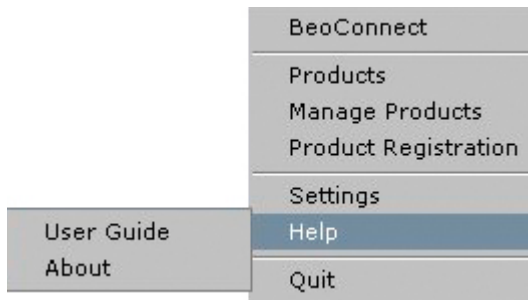 BeoConnect
Products
Manage Products
Product Registration
Settings
Help
User Guide
About
Quit